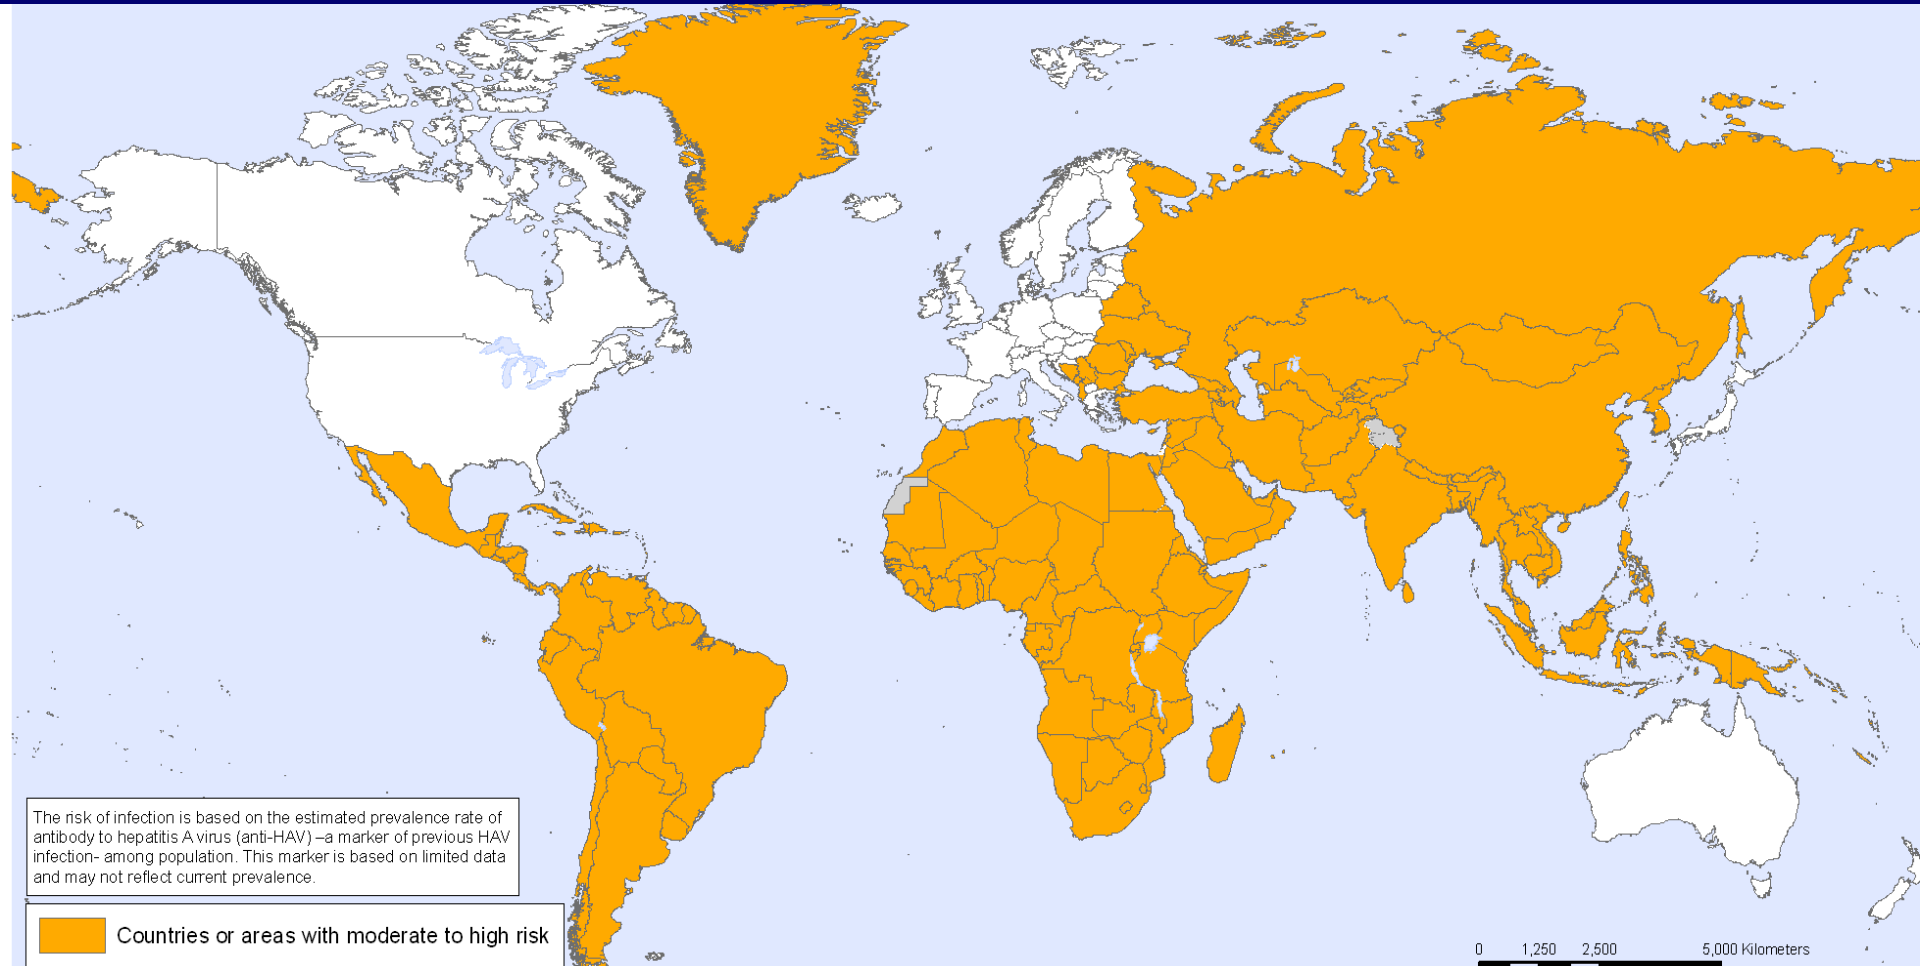 The risk of infection is based on the estimated prevalence rate of
antibody to hepatitis A virus (anti-HAV) –a marker of previous HAV
infection- among population. This marker is based on limited data
and may not reflect current prevalence.
Countries or areas with moderate to high risk
0 1,250 2,500 5,000 Kilometers